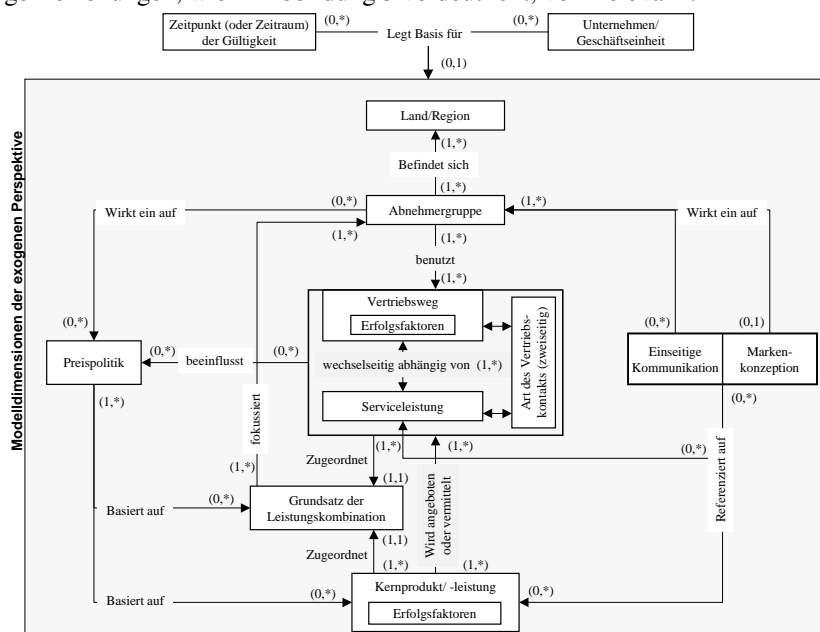 Zeitpunkt (oder Zeitraum)
der Gültigkeit
(0,*)
Legt Basis für
(0,*)
Unternehmen/
Geschäftseinheit
(0,1)
Modelldimensionen der exogenen Perspektive
Land/Region
(1,*)
Befindet sich
(1,*)
Wirkt ein auf
(0,*)
Abnehmergruppe
(1,*)
Wirkt ein auf
(1,*)
(1,*)
benutzt
(1,*)
Vertriebsweg
Erfolgsfaktoren
Art des Vertriebs-
kontakts (zweiseitig)
(0,*)
(0,*)
(0,1)
Preispolitik
(0,*)
beeinflusst
(0,*)
wechselseitig abhängig von
(1,*)
Einseitige
Kommunikation
Marken-
konzeption
(1,*)
(0,*)
Serviceleistung
fokussiert
Zugeordnet
(1,*)
(1,*)
(0,*)
Referenziert auf
(1,*)
(1,1)
Wird angeboten
oder vermittelt
Basiert auf
(0,*)
Grundsatz der
Leistungskombination
(1,1)
Zugeordnet
(1,*)
(1,*)
Basiert auf
(0,*)
Kernprodukt/ -leistung
(0,*)
Erfolgsfaktoren